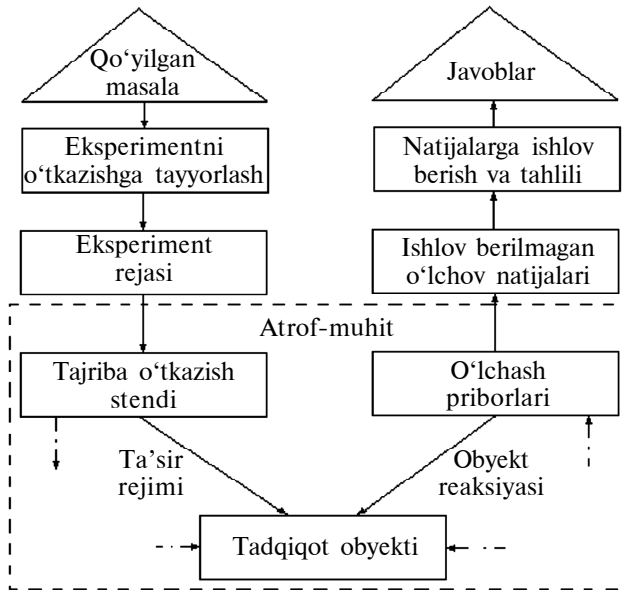 Qo‘yilgan
masala
Eksperimentni
o‘tkazishga tayyorlash
Eksperiment
rejasi
Javoblar
Natijalarga ishlov
berish va tahlili
Ishlov berilmagan
o‘lchov natijalari
Atrof-muhit
Tajriba o‘tkazish
stendi
O‘lchash
priborlari
Ta’sir
rejimi
Obyekt
reaksiyasi
Tadqiqot obyekti